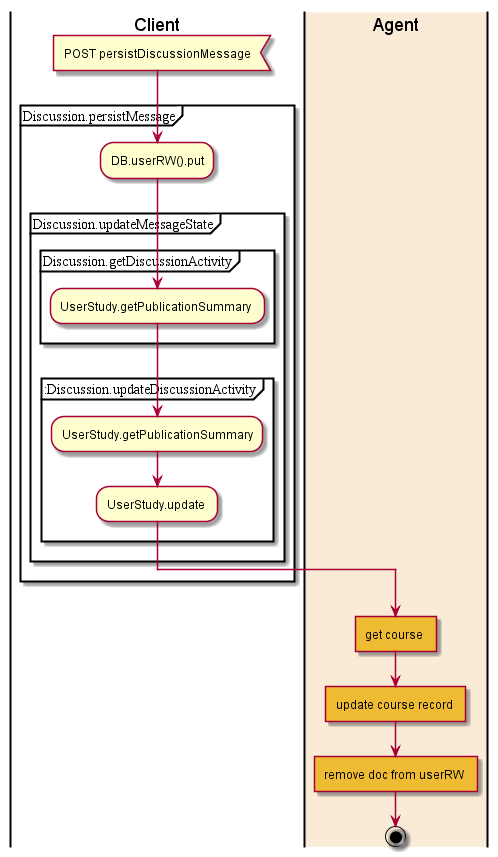 Client
Agent
POST persistDiscussionMessage
Discussion.persistMessage
DB.userRW().put
Discussion.updateMessageState
Discussion.getDiscussionActivity
UserStudy.getPublicationSummary
:Discussion.updateDiscussionActivity
UserStudy.getPublicationSummary
UserStudy.update
get course
update course record
remove doc from userRW